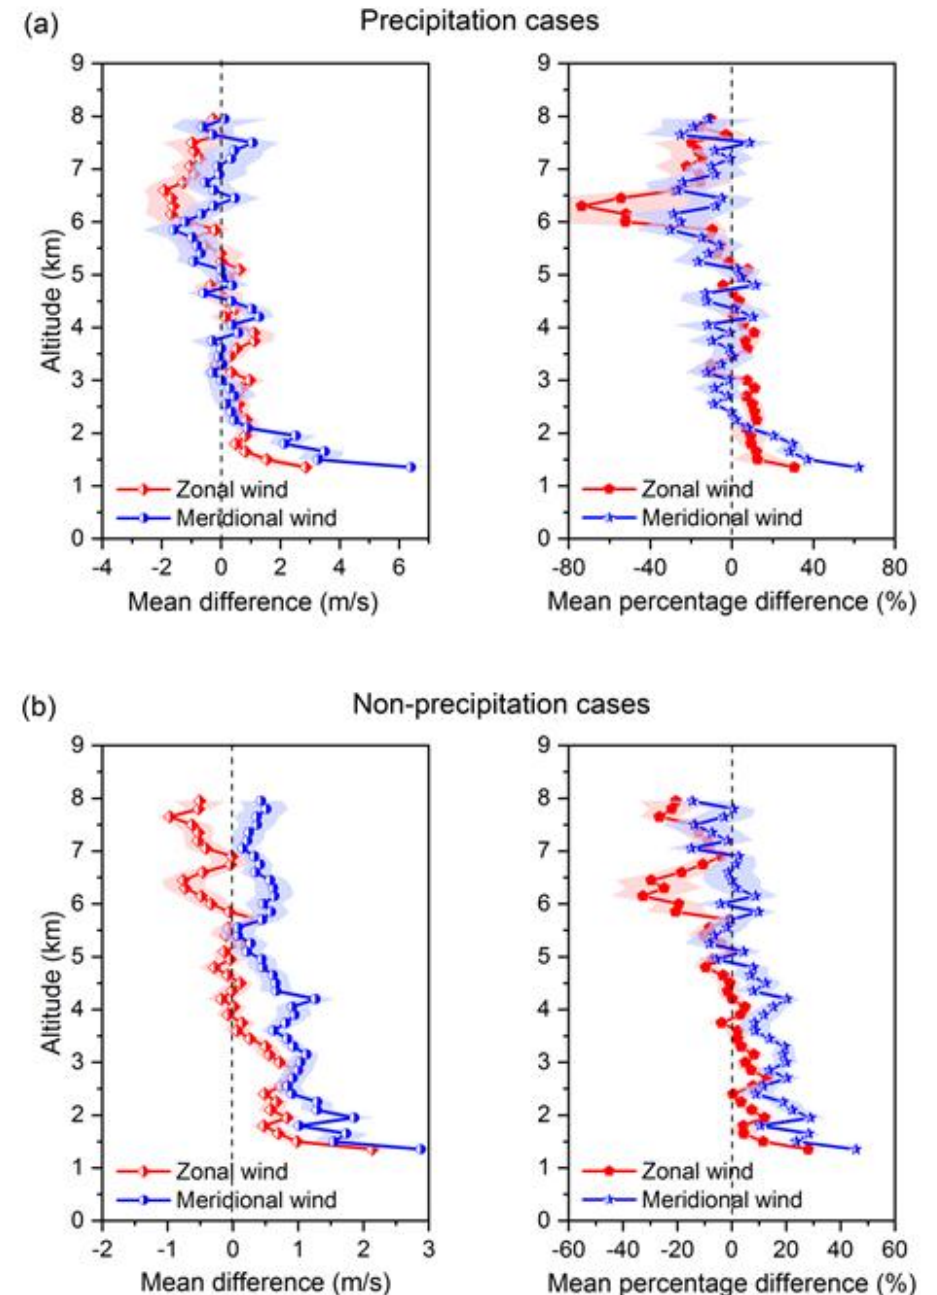 (a) Precipitation cases
9
8
7
6
5
4
3
2
1
0
Altitude (km)
Zonal wind
Meridional wind
-4 -2 0 2 4 6
Mean difference (m/s)
9
8
7
6
5
4
3
2
1
0
Zonal wind
Meridional wind
-80 -40 0 40 80
Mean percentage difference (%)
(b) Non-precipitation cases
9
8
7
6
5
4
3
2
1
0
Altitude (km)
Zonal wind
Meridional wind
-2 -1 0 1 2 3
Mean difference (m/s)
9
8
7
6
5
4
3
2
1
0
Zonal wind
Meridional wind
-60 -40 -20 0 20 40 60
Mean percentage difference (%)